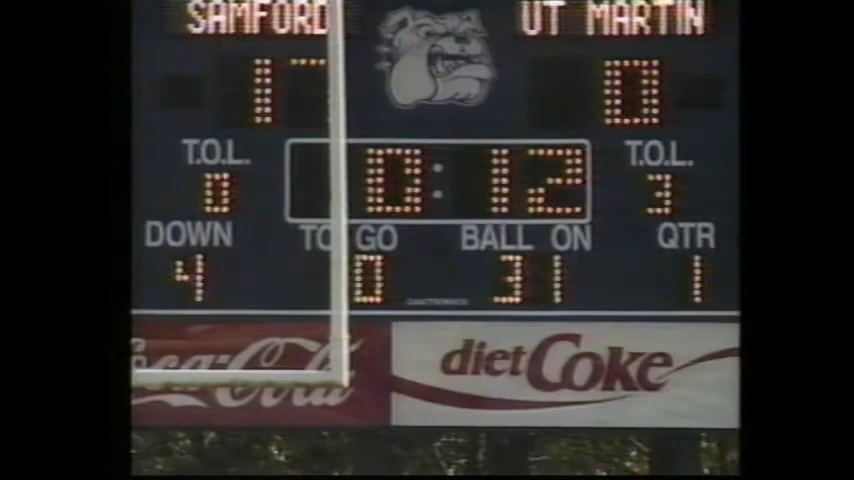 SAMFORD UT MARTIN
17 0
T.O.L. 0:12 T.O.L.
0 3
DOWN TO GO BALL ON QTR
4 0 31 1
Coca-Cola diet Coke